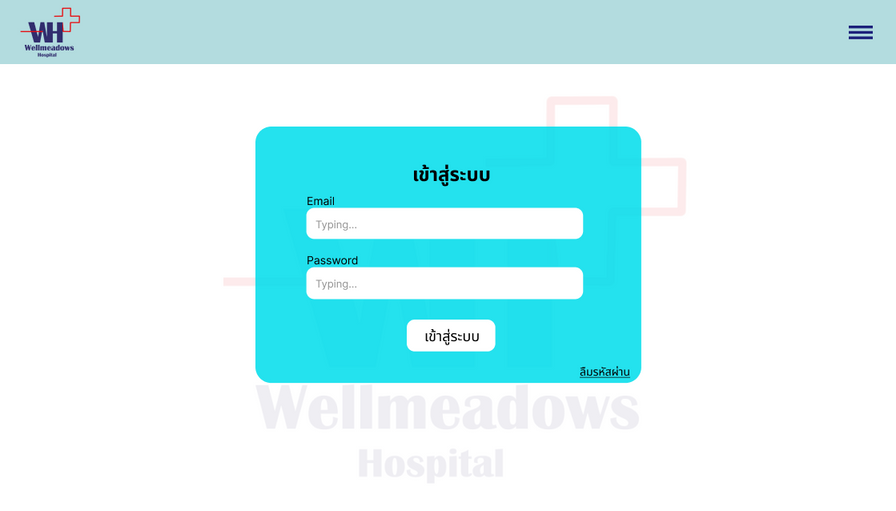 WH
Wellmeadows
Hospital
เข้าสู่ระบบ
Email
Typing...
Password
Typing...
เข้าสู่ระบบ
ลืมรหัสผ่าน
WH
Wellmeadows
Hospital